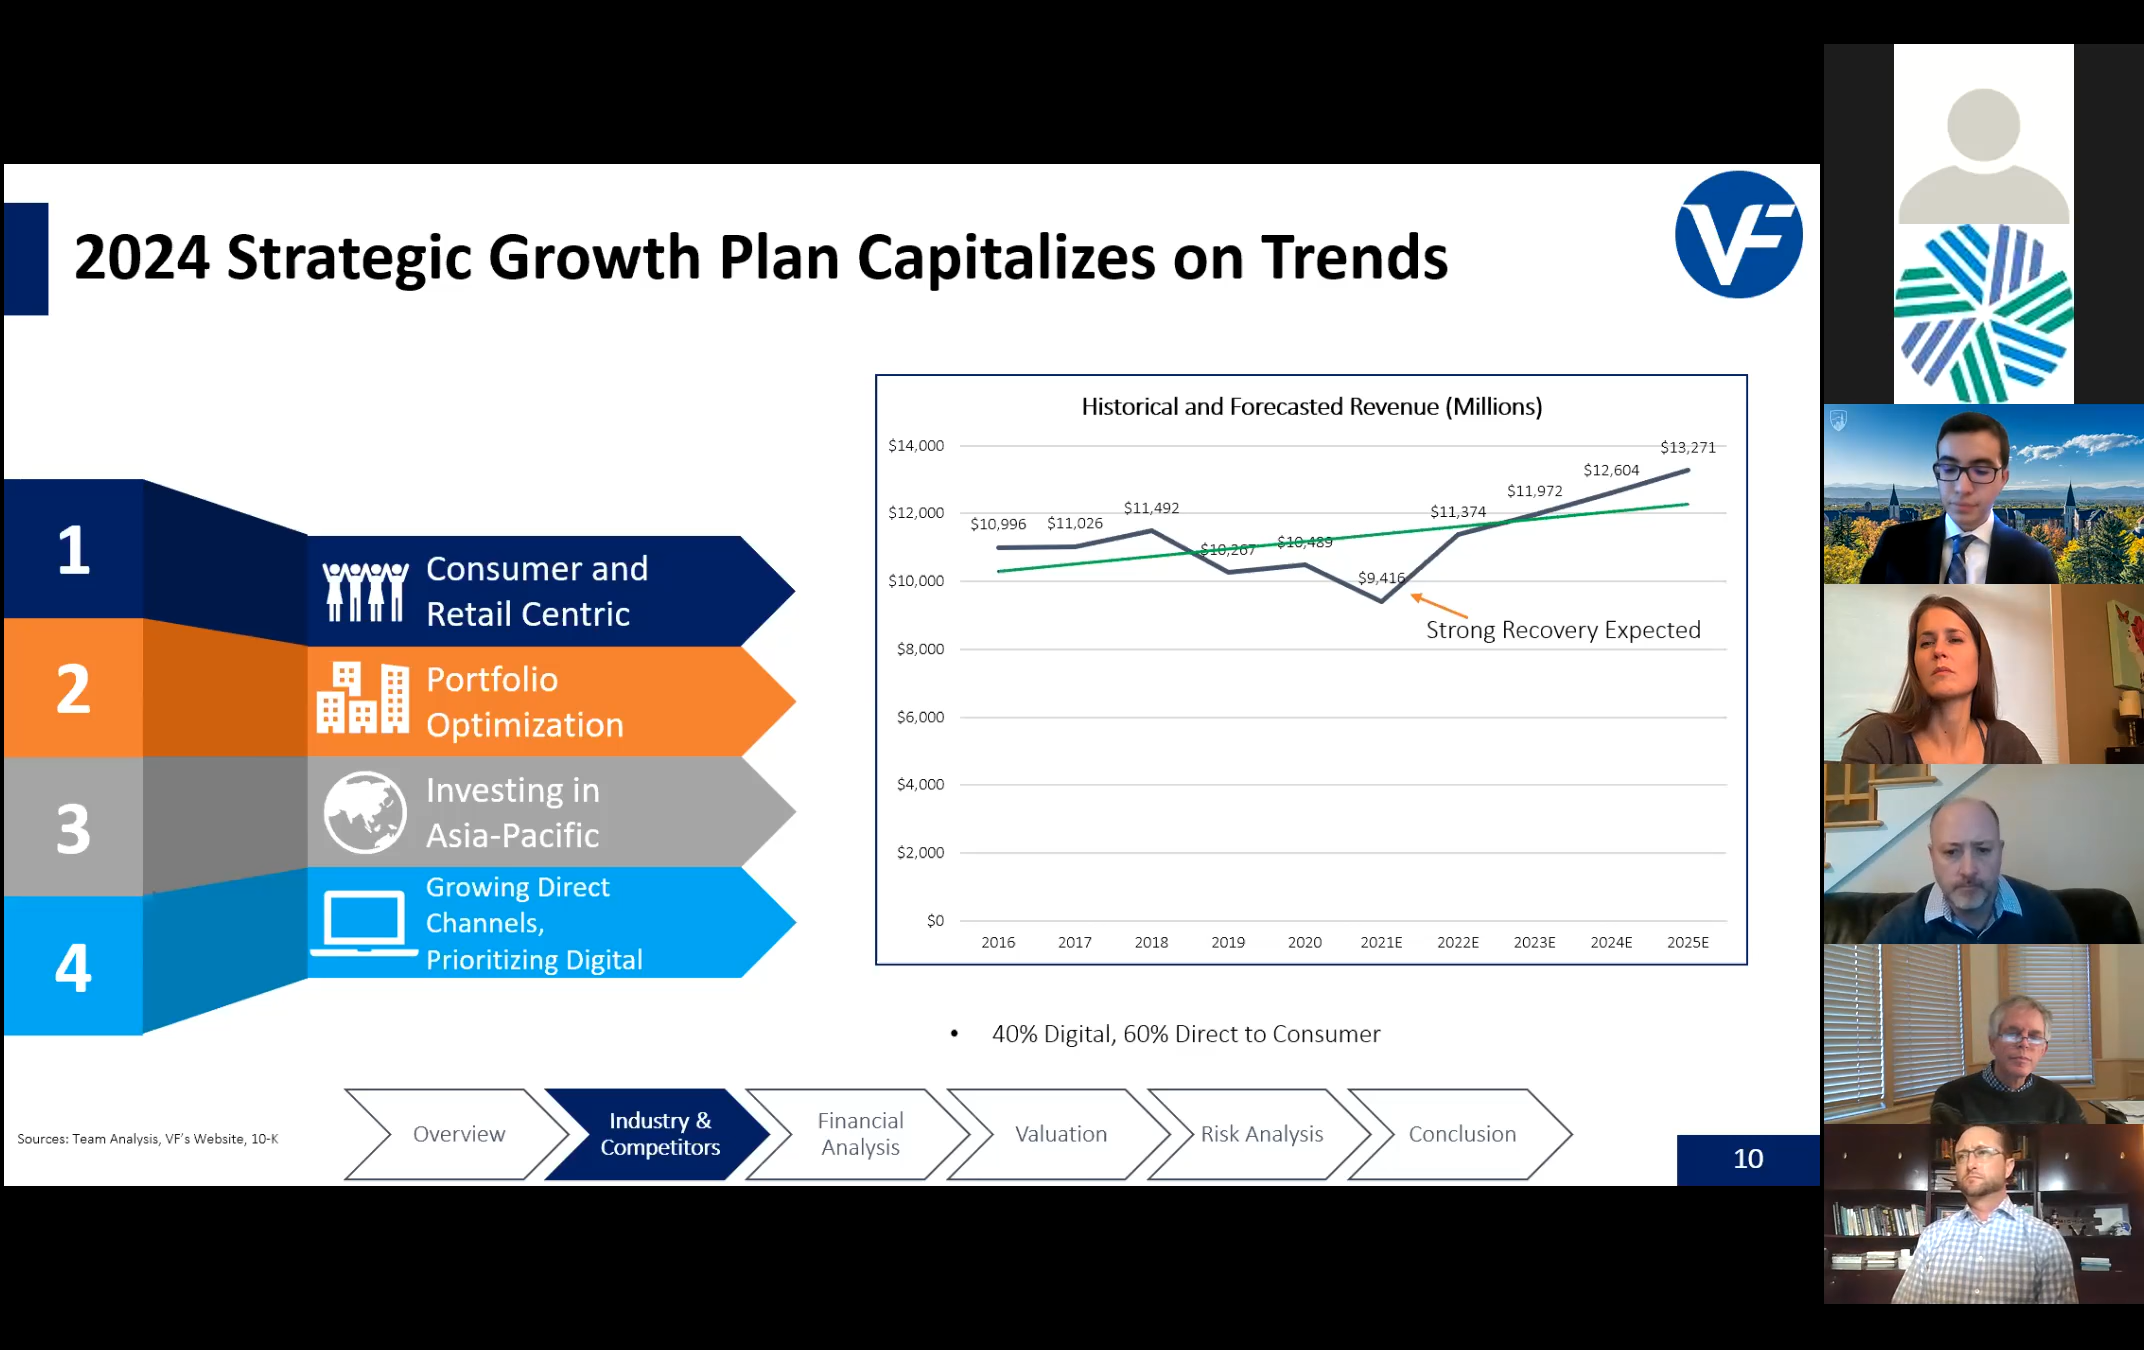 2024 Strategic Growth Plan Capitalizes on Trends
VF
1
Consumer and
Retail Centric
2
Portfolio
Optimization
3
Investing in
Asia-Pacific
4
Growing Direct
Channels,
Prioritizing Digital
Historical and Forecasted Revenue (Millions)
$14,000
$12,000
$10,000
$8,000
$6,000
$4,000
$2,000
$0
$10,996
$11,026
$11,492
$10,267
$10,489
$9,416
$11,374
$11,972
$12,604
$13,271
Strong Recovery Expected
2016 2017 2018 2019 2020 2021E 2022E 2023E 2024E 2025E
• 40% Digital, 60% Direct to Consumer
Sources: Team Analysis, VF's Website, 10-K
Overview
Industry &
Competitors
Financial
Analysis
Valuation
Risk Analysis
Conclusion
10